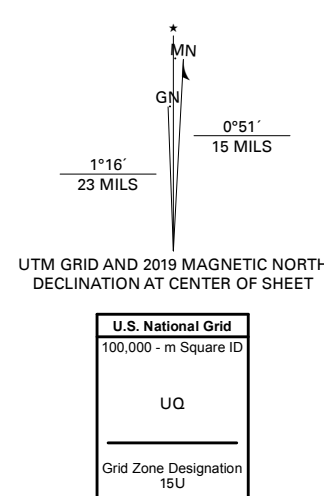 ★
MN
GN
0°51´
15 MILS
1°16´
23 MILS
UTM GRID AND 2019 MAGNETIC NORTH
DECLINATION AT CENTER OF SHEET
U.S. National Grid
100,000 - m Square ID
UQ
Grid Zone Designation
15U